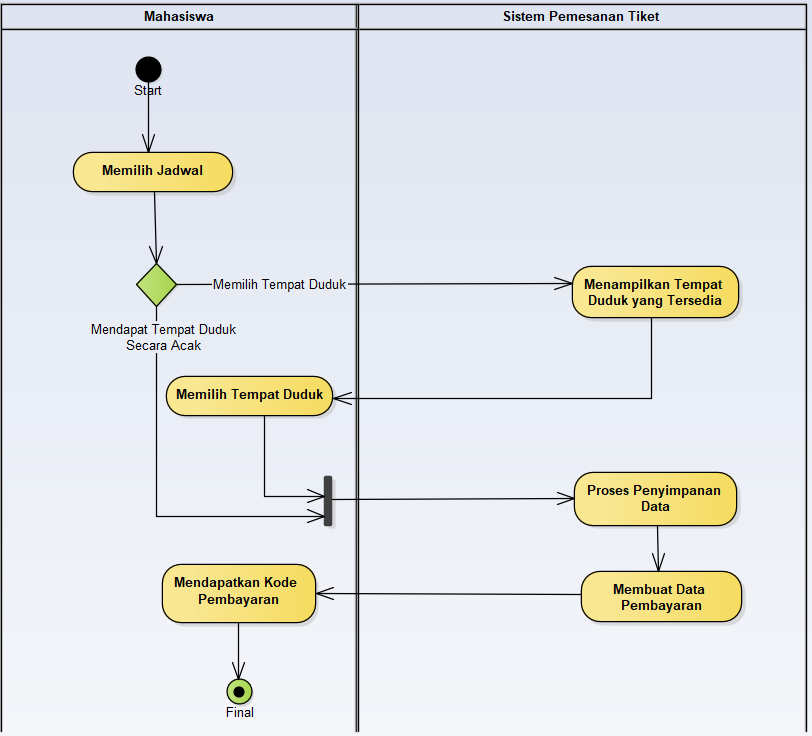 Mahasiswa
Sistem Pemesanan Tiket
Start
Memilih Jadwal
Memilih Tempat Duduk
Menampilkan Tempat
Duduk yang Tersedia
Mendapat Tempat Duduk
Secara Acak
Memilih Tempat Duduk
Proses Penyimpanan
Data
Mendapatkan Kode
Pembayaran
Membuat Data
Pembayaran
Final